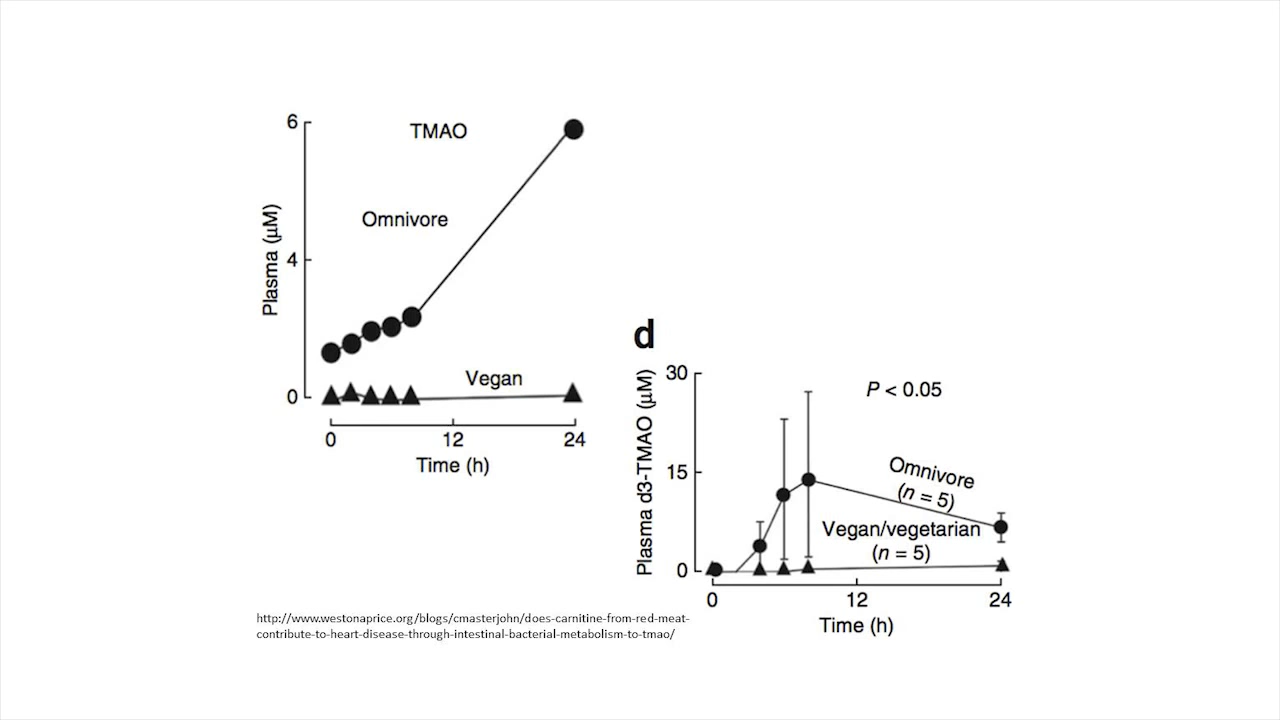 TMAO
6
4
0
Plasma (μM)
Omnivore
Vegan
0 12 24
Time (h)
d
30
15
0
Plasma d3-TMAO (μM)
P < 0.05
Omnivore
(n = 5)
Vegan/vegetarian
(n = 5)
0 12 24
Time (h)
http://www.westonaprice.org/blogs/cmasterjohn/does-carnitine-from-red-meat-
contribute-to-heart-disease-through-intestinal-bacterial-metabolism-to-tmao/